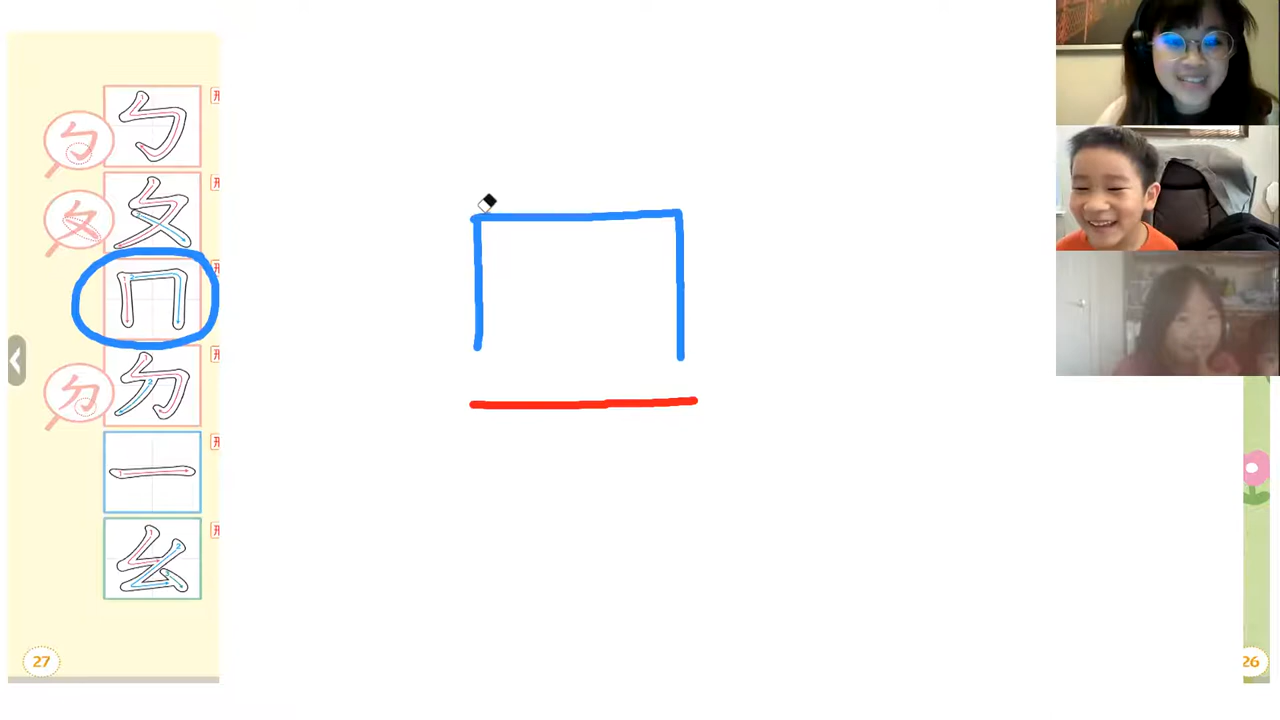 ㄅ ㄅ
ㄆ ㄆ
ㄇ
ㄉ ㄉ
ㄧ
ㄠ
27
ㄇ
26